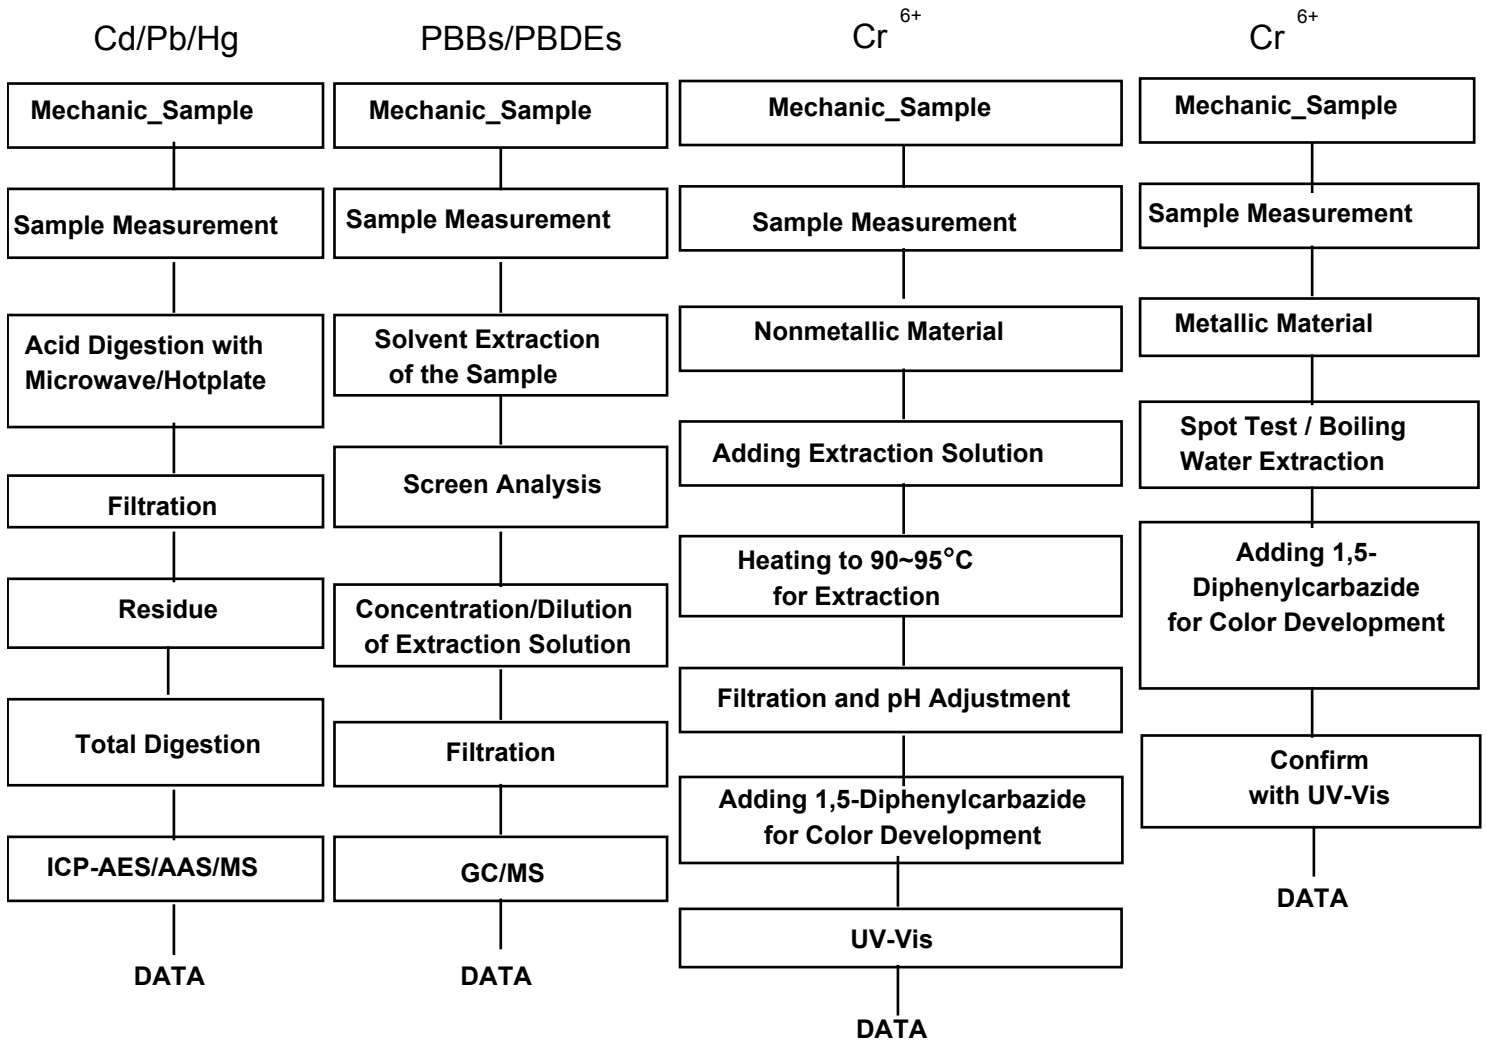 Cd/Pb/Hg
Mechanic_Sample
Sample Measurement
Acid Digestion with
Microwave/Hotplate
Filtration
Residue
Total Digestion
ICP-AES/AAS/MS
DATA
PBBs/PBDEs
Mechanic_Sample
Sample Measurement
Solvent Extraction
of the Sample
Screen Analysis
Concentration/Dilution
of Extraction Solution
Filtration
GC/MS
DATA
Cr 6+
Mechanic_Sample
Sample Measurement
Nonmetallic Material
Adding Extraction Solution
Heating to 90~95°C
for Extraction
Filtration and pH Adjustment
Adding 1,5-Diphenylcarbazide
for Color Development
UV-Vis
DATA
Cr 6+
Mechanic_Sample
Sample Measurement
Metallic Material
Spot Test / Boiling
Water Extraction
Adding 1,5-
Diphenylcarbazide
for Color Development
Confirm
with UV-Vis
DATA